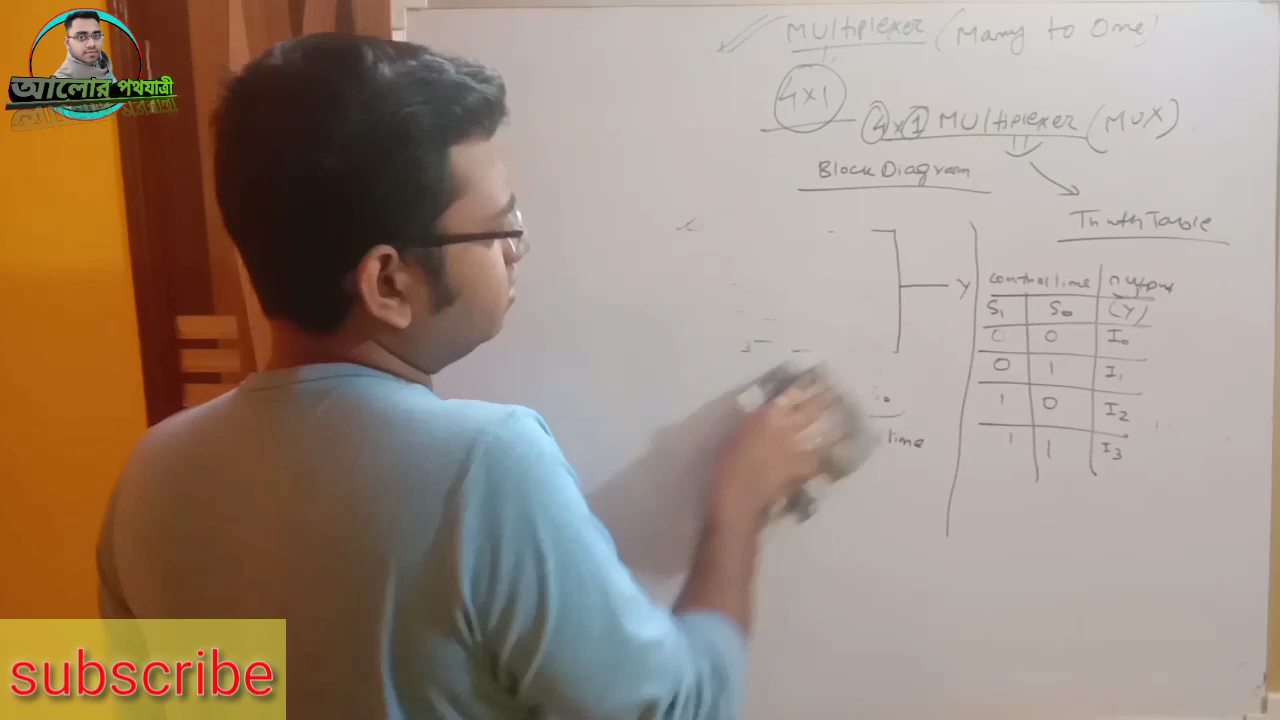 আলোর পথযাত্রী
Multiplexer (Many to One)
4x1
4x1 Multiplexer (MUX)
Block Diagram
Y
Truth Table
control line output
S1 S0 (Y)
0 0 I0
0 1 I1
1 0 I2
1 1 I3
line
subscribe